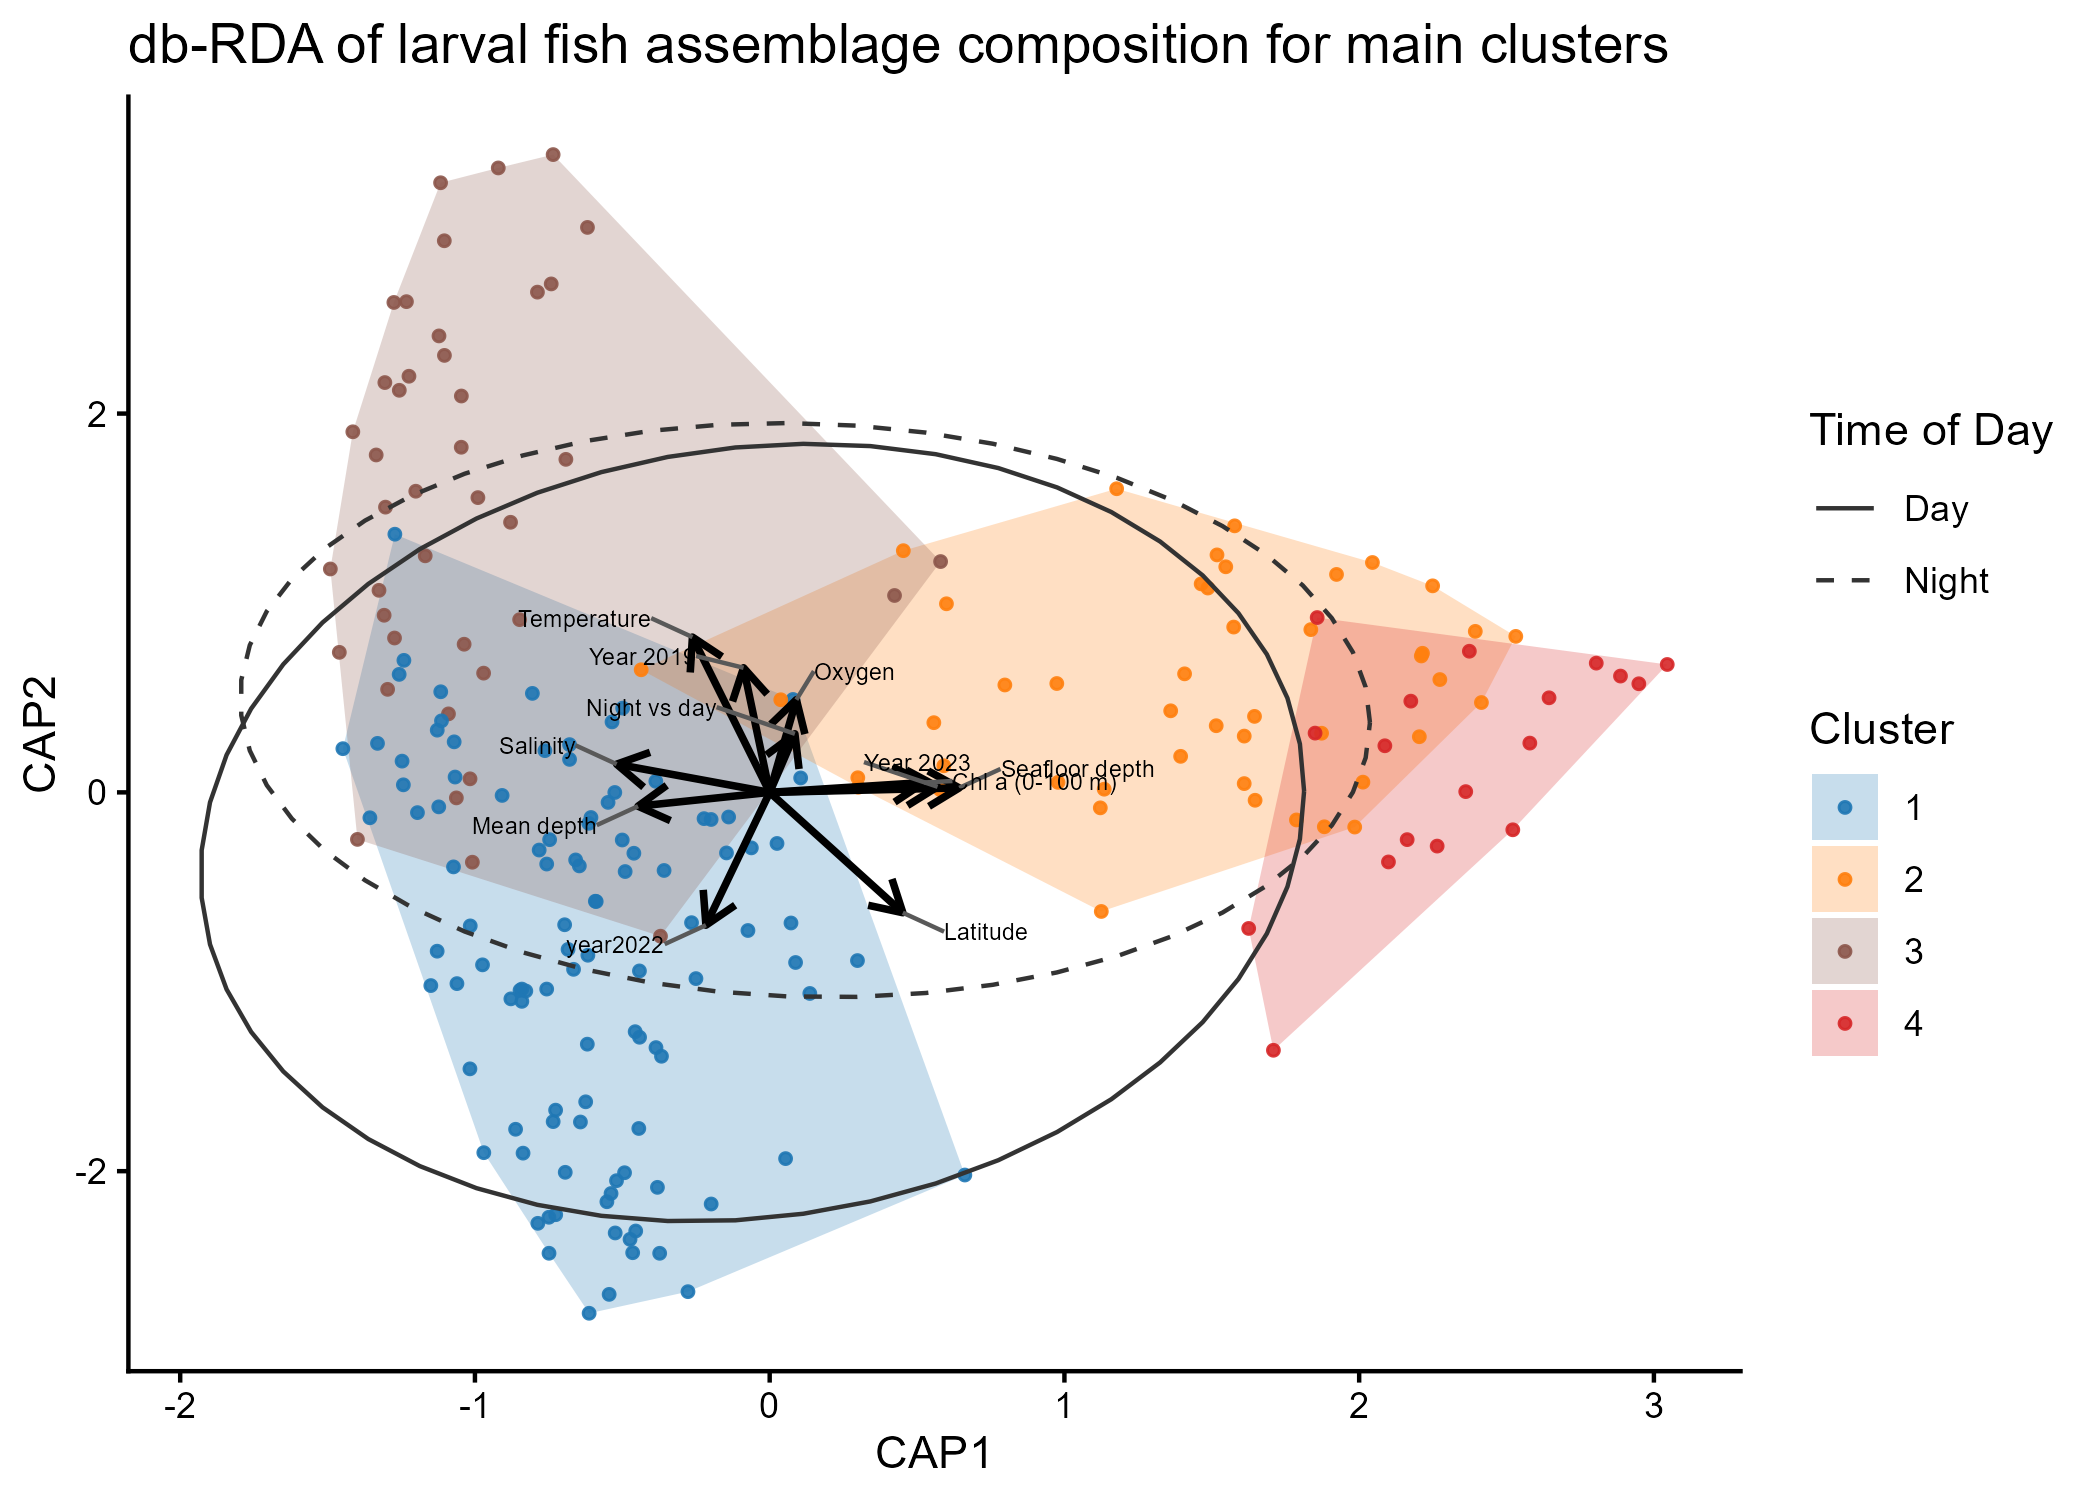 db-RDA of larval fish assemblage composition for main clusters
CAP2
2
0
-2
Temperature
Year 2019
Oxygen
Night vs day
Salinity
Year 2023
Seafloor depth
Chl a (0-100 m)
Mean depth
Latitude
year2022
-2
-1
0
1
2
3
CAP1
Time of Day
Day
Night
Cluster
1
2
3
4